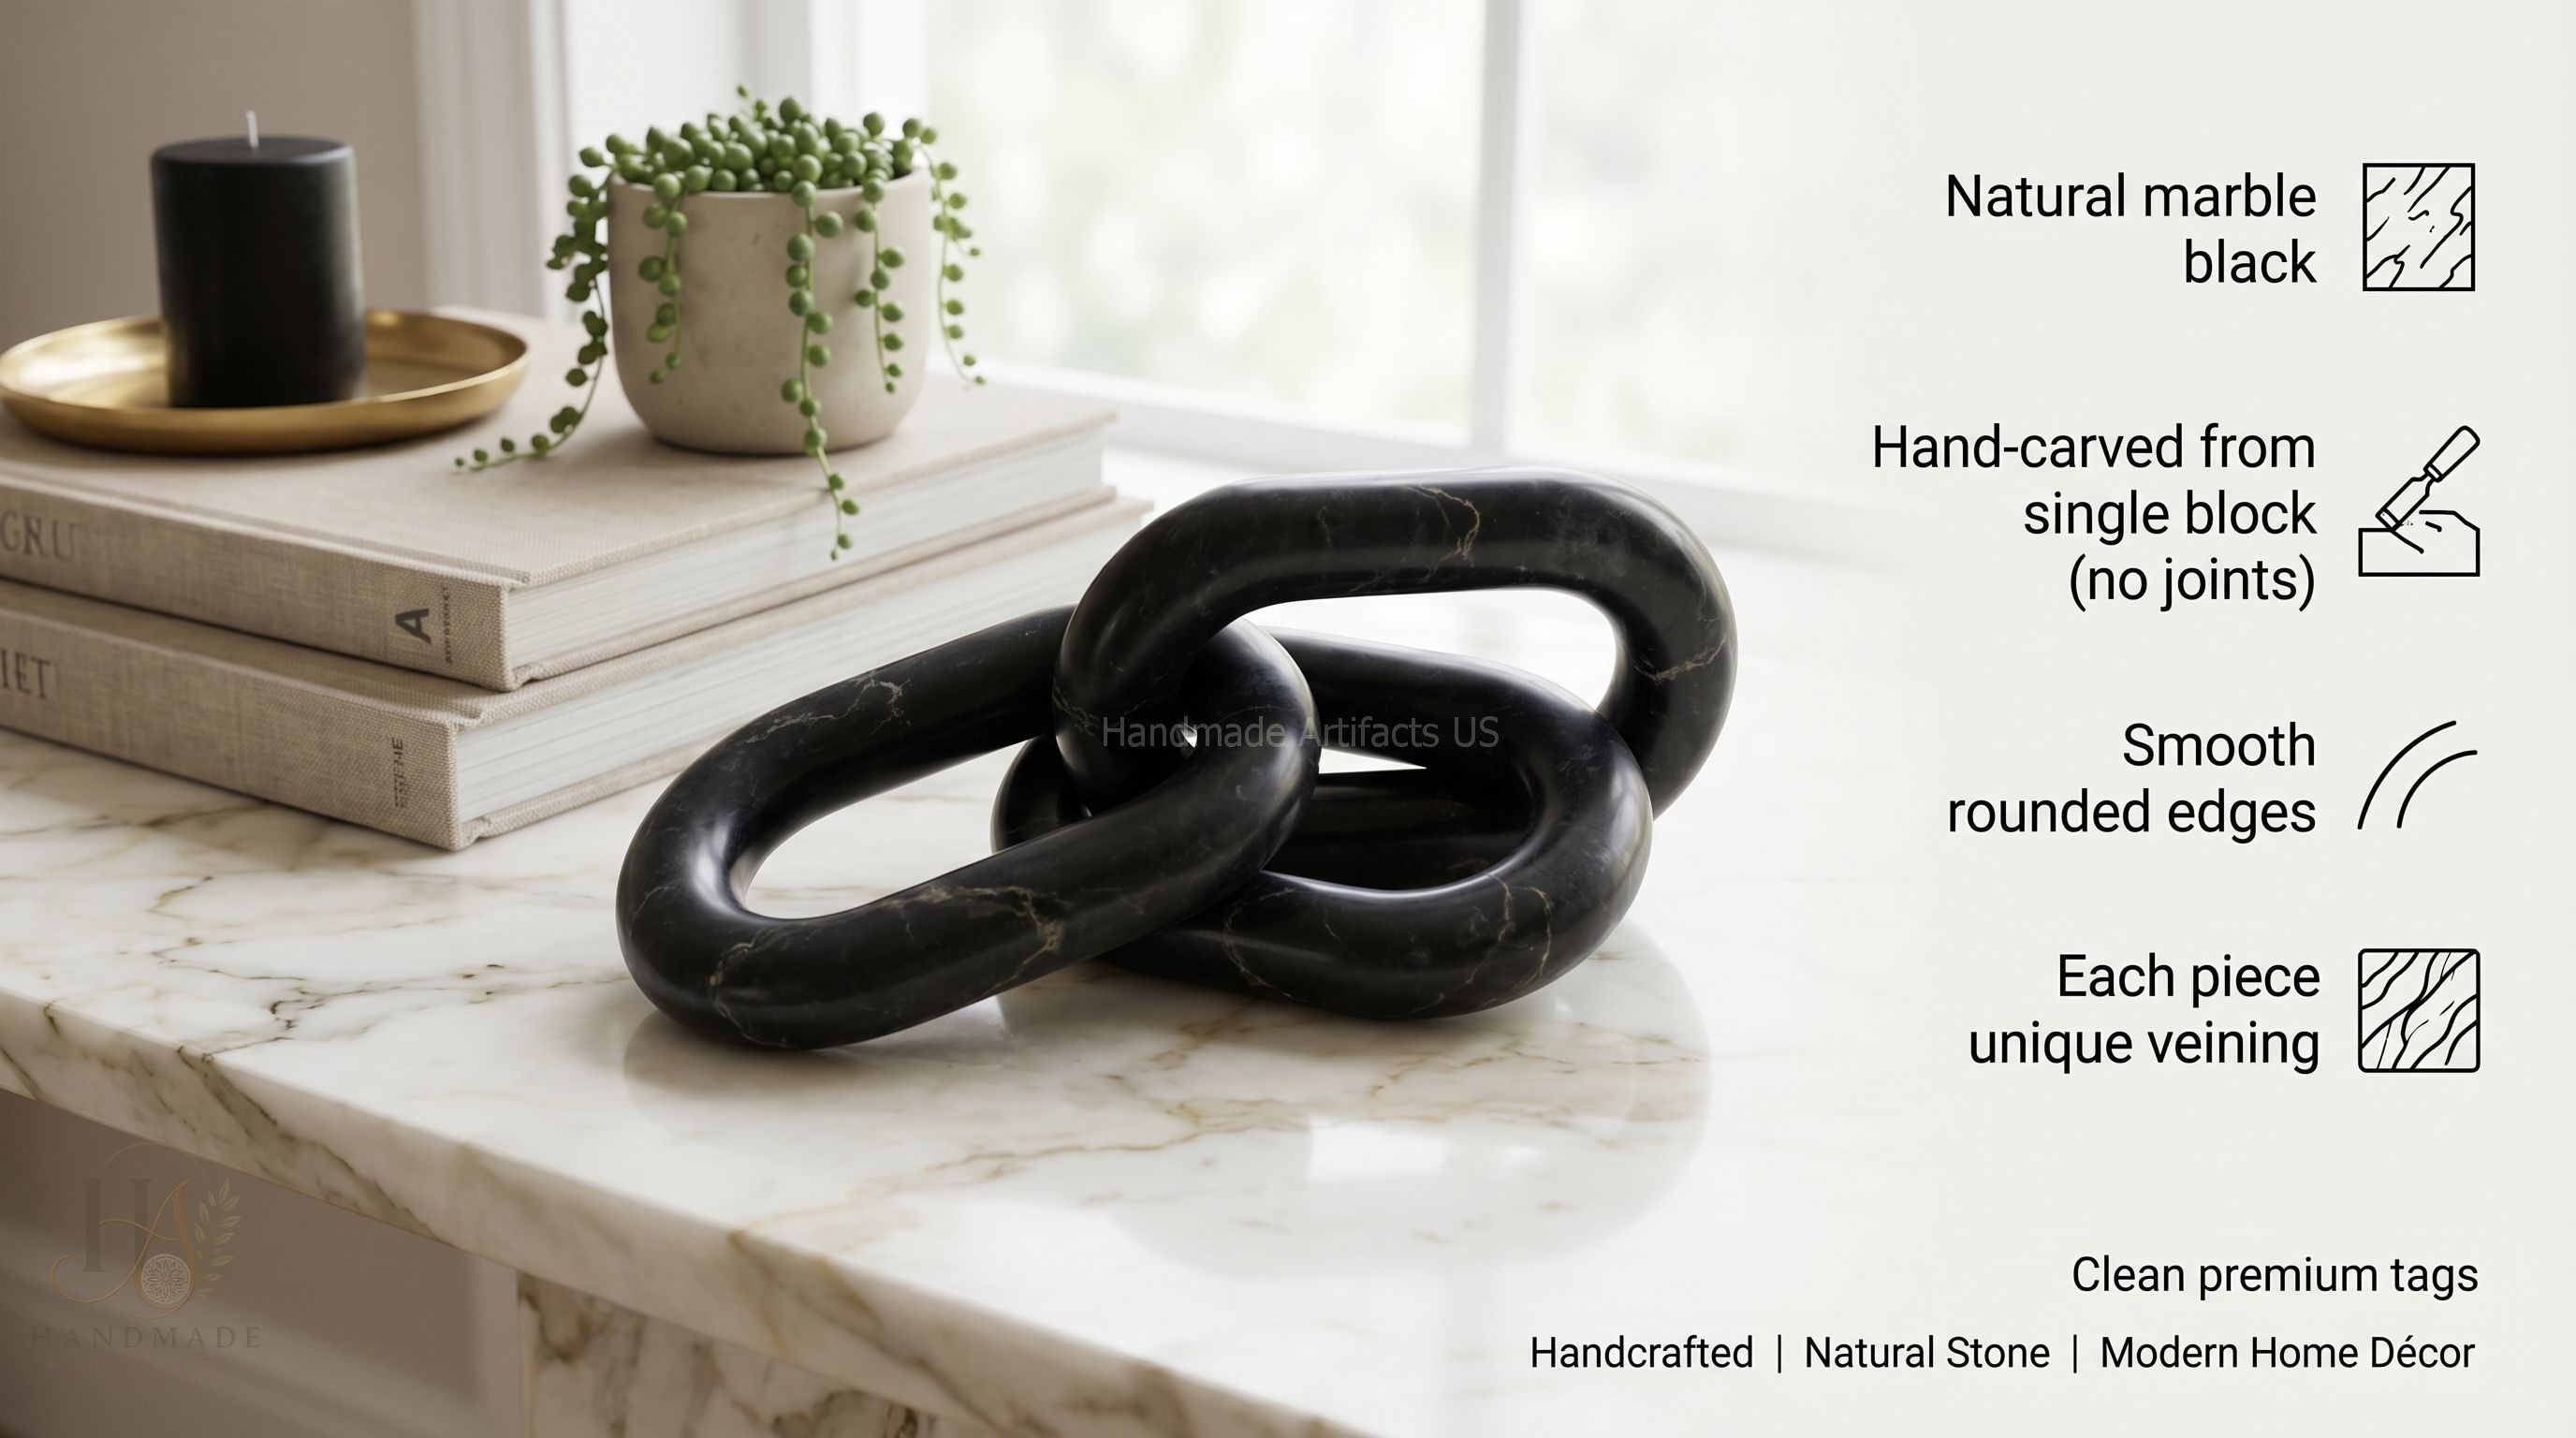 Natural marble
black
Hand-carved from
single block
(no joints)
Smooth
rounded edges
Each piece
unique veining
Clean premium tags
Handcrafted | Natural Stone | Modern Home Décor
Handmade Artifacts US
GRU
A
IET
HA
HANDMADE